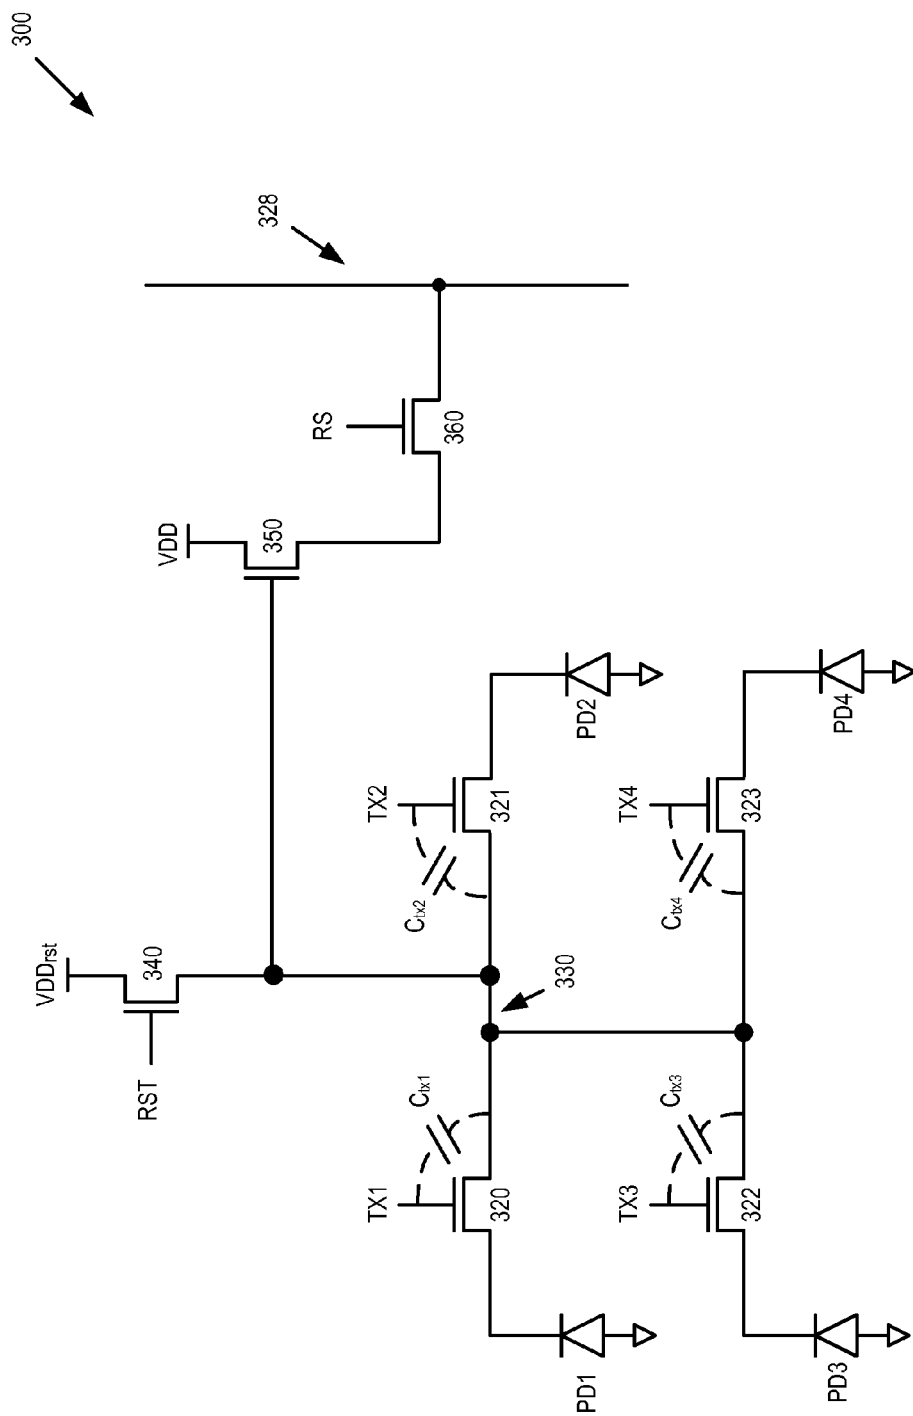 300
328
RS
360
VDD
350
VDDrst
340
RST
TX2
321
PD2
Ctx2
TX4
323
PD4
Ctx4
330
TX1
320
PD1
Ctx1
TX3
322
PD3
Ctx3